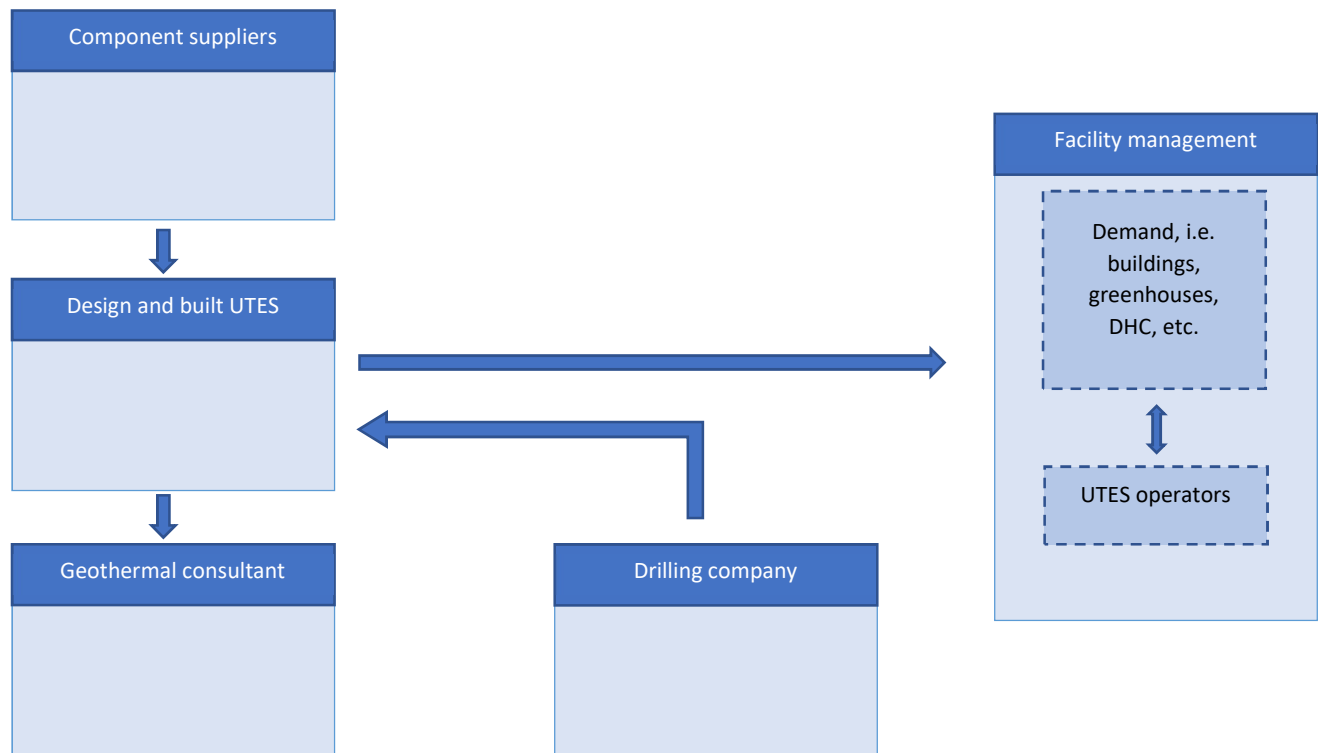 Component suppliers
Design and built UTES
Geothermal consultant
Drilling company
Facility management
Demand, i.e.
buildings,
greenhouses,
DHC, etc.
UTES operators